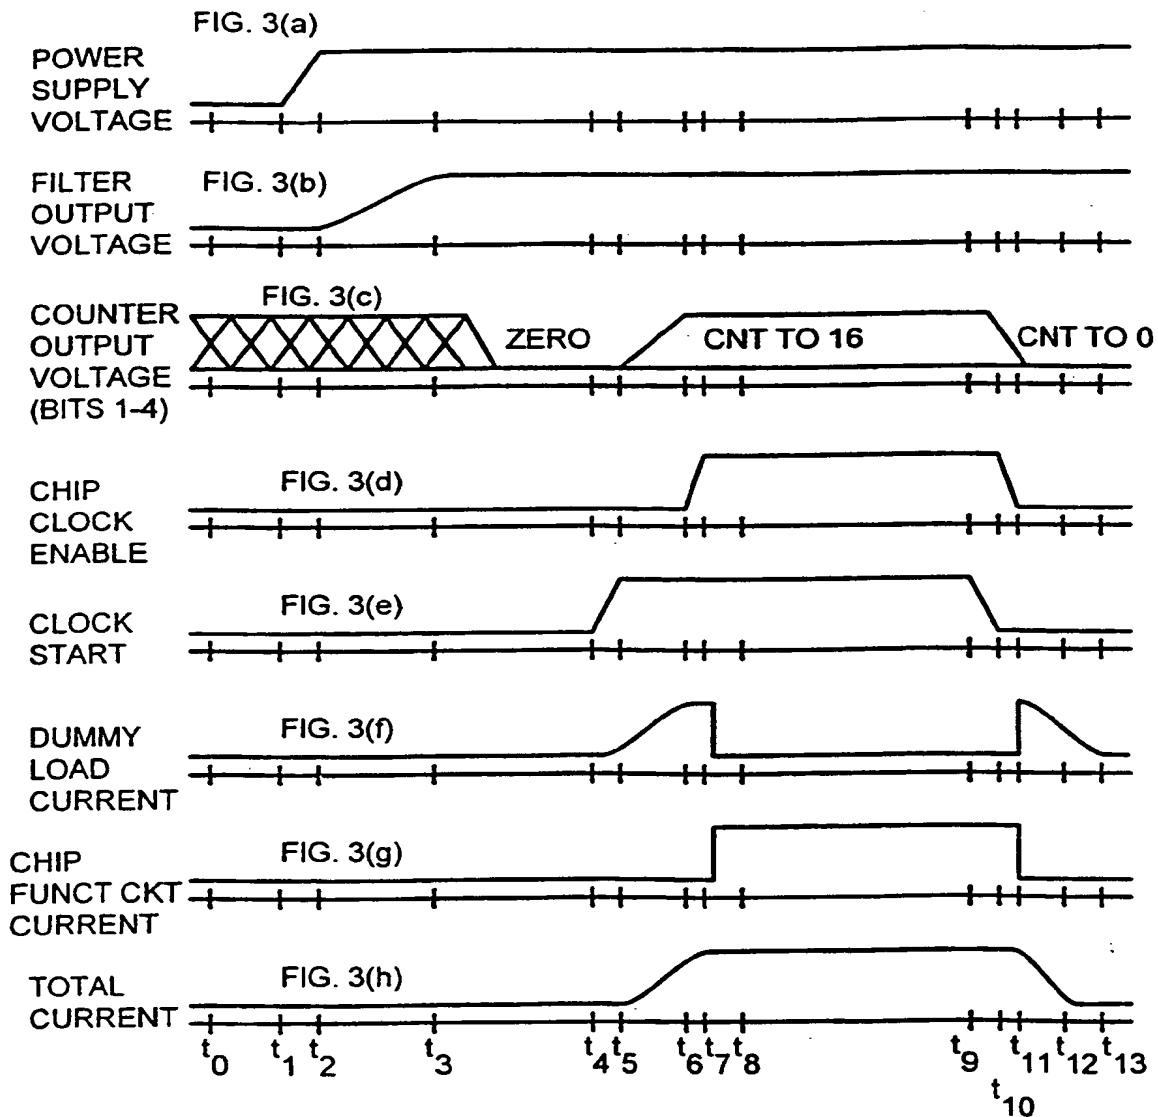 FIG. 3(a)
POWER
SUPPLY
VOLTAGE
FILTER
OUTPUT
VOLTAGE
FIG. 3(b)
COUNTER
OUTPUT
VOLTAGE
(BITS 1-4)
FIG. 3(c)
ZERO
CNT TO 16
CNT TO 0
CHIP
CLOCK
ENABLE
FIG. 3(d)
CLOCK
START
FIG. 3(e)
DUMMY
LOAD
CURRENT
FIG. 3(f)
CHIP
FUNCT CKT
CURRENT
FIG. 3(g)
TOTAL
CURRENT
FIG. 3(h)
t0 t1 t2 t3 t4 t5 t6 t7 t8 t9 t10 t11 t12 t13